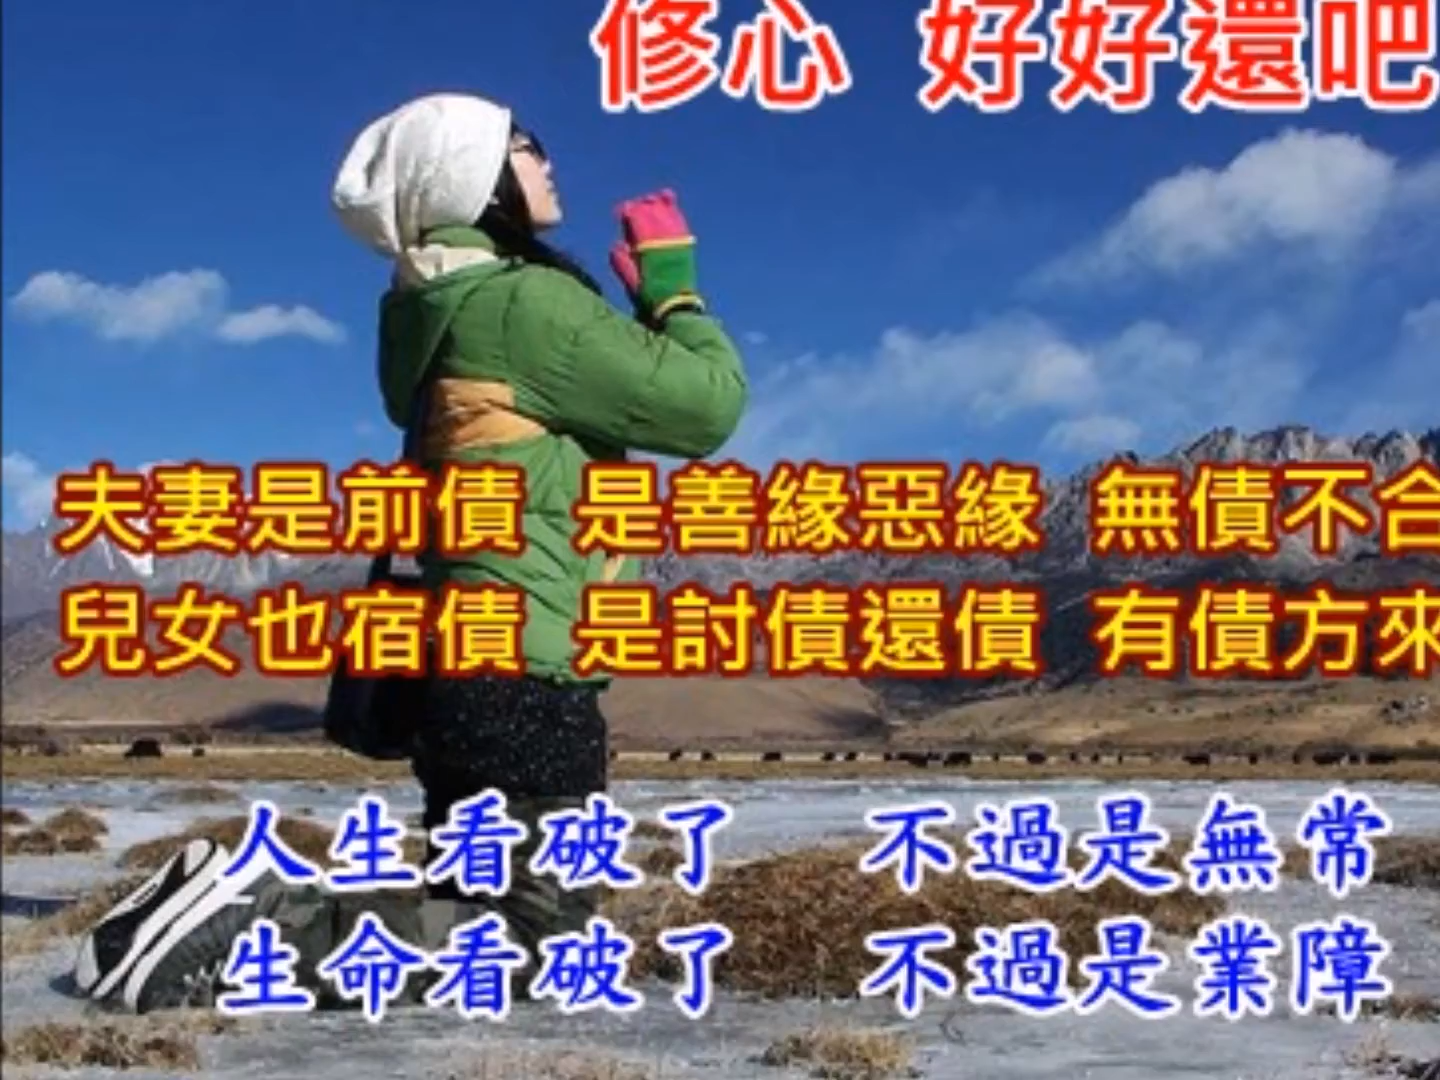 修心 好好還吧
夫妻是前債 是善緣惡緣 無債不合
兒女也宿債 是討債還債 有債方來
人生看破了 不過是無常
生命看破了 不過是業障